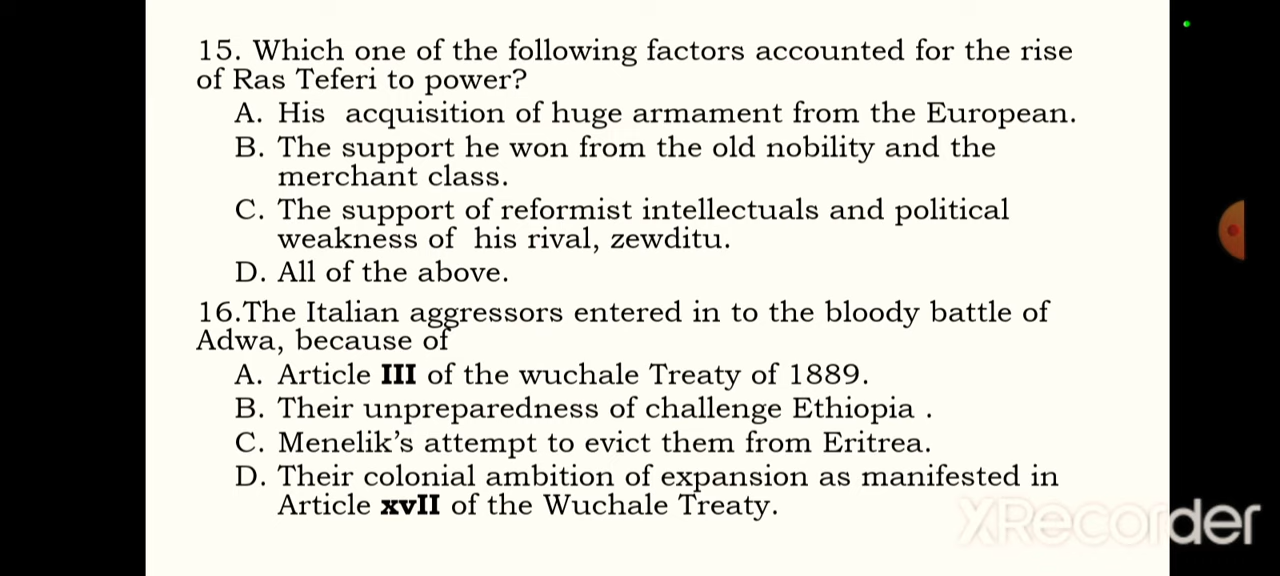 15. Which one of the following factors accounted for the rise
of Ras Teferi to power?
A. His acquisition of huge armament from the European.
B. The support he won from the old nobility and the
merchant class.
C. The support of reformist intellectuals and political
weakness of his rival, zewditu.
D. All of the above.
16.The Italian aggressors entered in to the bloody battle of
Adwa, because of
A. Article III of the wuchale Treaty of 1889.
B. Their unpreparedness of challenge Ethiopia .
C. Menelik’s attempt to evict them from Eritrea.
D. Their colonial ambition of expansion as manifested in
Article xvII of the Wuchale Treaty.
XRecorder